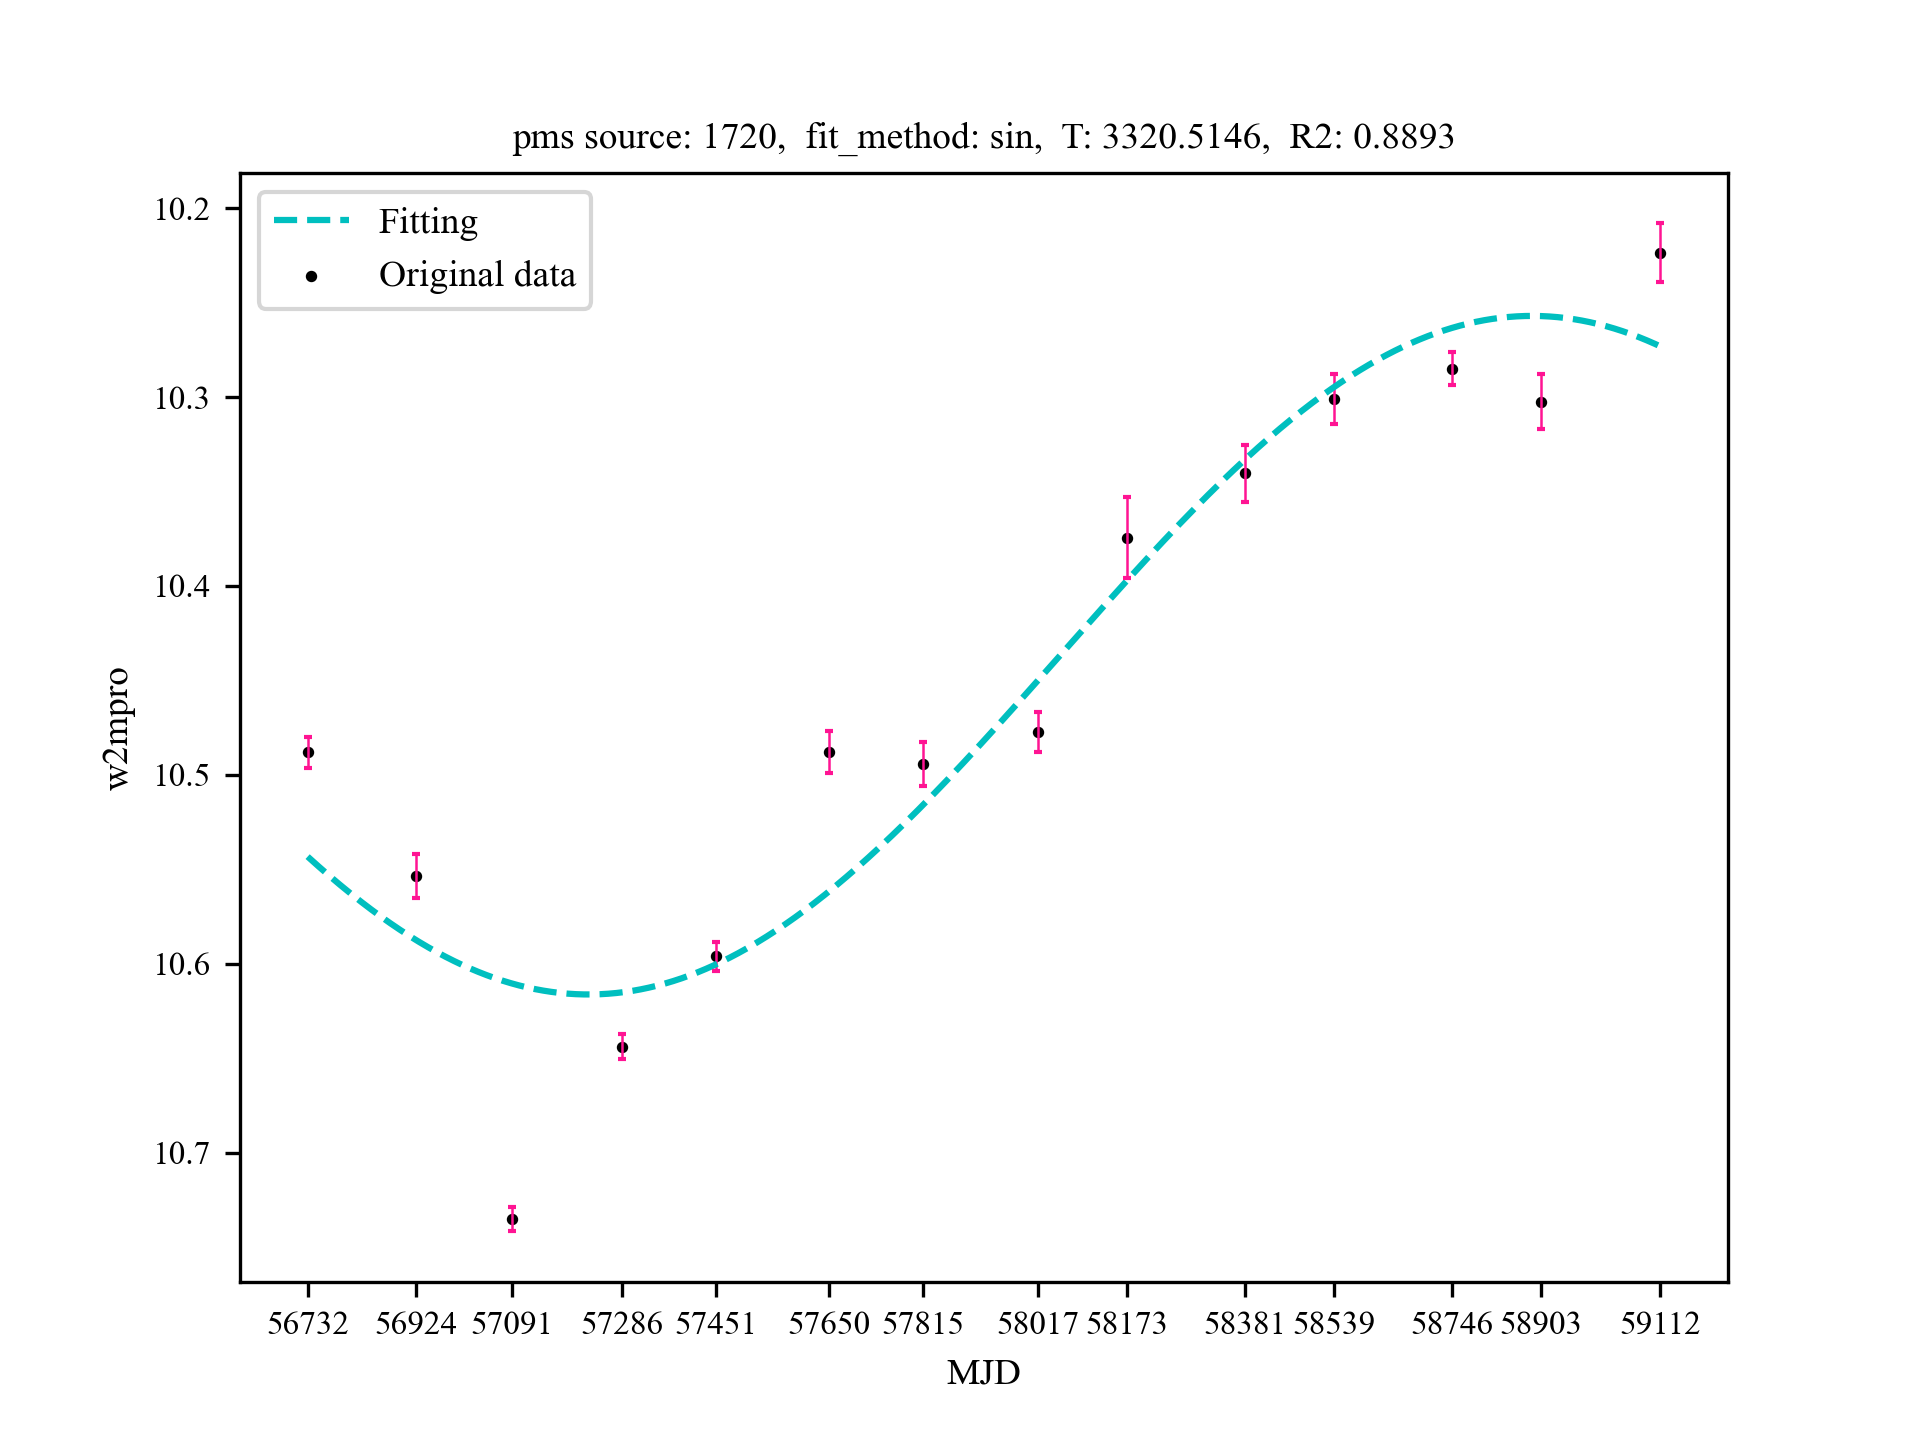 pms source: 1720, fit_method: sin, T: 3320.5146, R2: 0.8893
Fitting
Original data
10.2
10.3
10.4
10.5
10.6
10.7
w2mpro
56732 56924 57091 57286 57451 57650 57815 58017 58173 58381 58539 58746 58903 59112
MJD